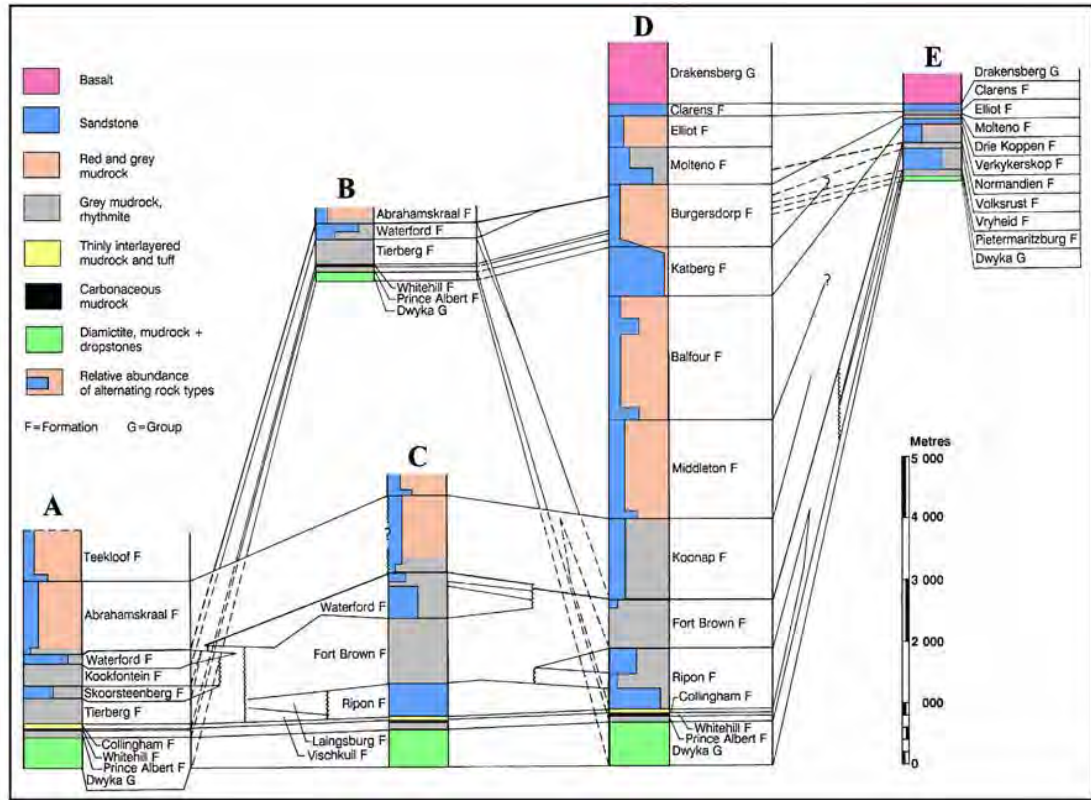 Basalt
Sandstone
Red and grey
mudrock
Grey mudrock,
rhythmite
Thinly interlayered
mudrock and tuff
Carbonaceous
mudrock
Diamictite, mudrock +
dropstones
Relative abundance
of alternating rock types
F = Formation G = Group
A
Teekloof F
Abrahamskraal F
Waterford F
Kookfontein F
Skoorsteenberg F
Tierberg F
Collingham F
Whitehill F
Prince Albert F
Dwyka G
B
Abrahamskraal F
Waterford F
Tierberg F
Whitehill F
Prince Albert F
Dwyka G
C
?
Waterford F
Fort Brown F
Ripon F
Laingsburg F
Vischkuil F
D
Drakensberg G
Clarens F
Elliot F
Molteno F
Burgersdorp F
Katberg F
Balfour F
Middleton F
Koonap F
Fort Brown F
Ripon F
Collingham F
Whitehill F
Prince Albert F
Dwyka G
?
?
E
Drakensberg G
Clarens F
Elliot F
Molteno F
Drie Koppen F
Verkykerskop F
Normandien F
Volksrust F
Vryheid F
Pietermaritzburg F
Dwyka G
Metres
5 000
4 000
3 000
2 000
000
0